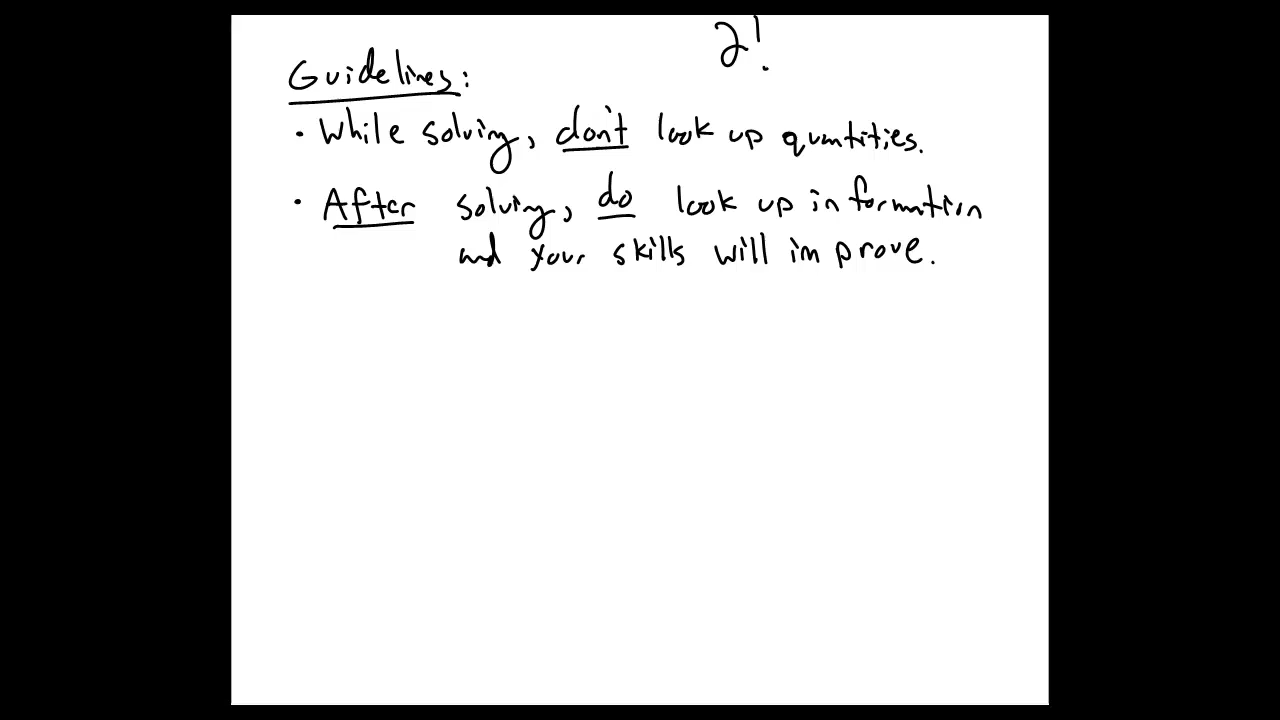 2!
Guidelines:
· While solving, don't look up quantities.
· After solving, do look up information
and your skills will improve.